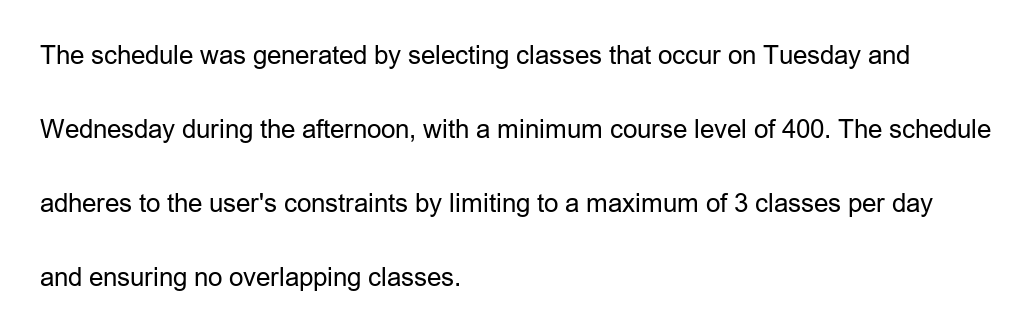 The schedule was generated by selecting classes that occur on Tuesday and
Wednesday during the afternoon, with a minimum course level of 400. The schedule
adheres to the user's constraints by limiting to a maximum of 3 classes per day
and ensuring no overlapping classes.